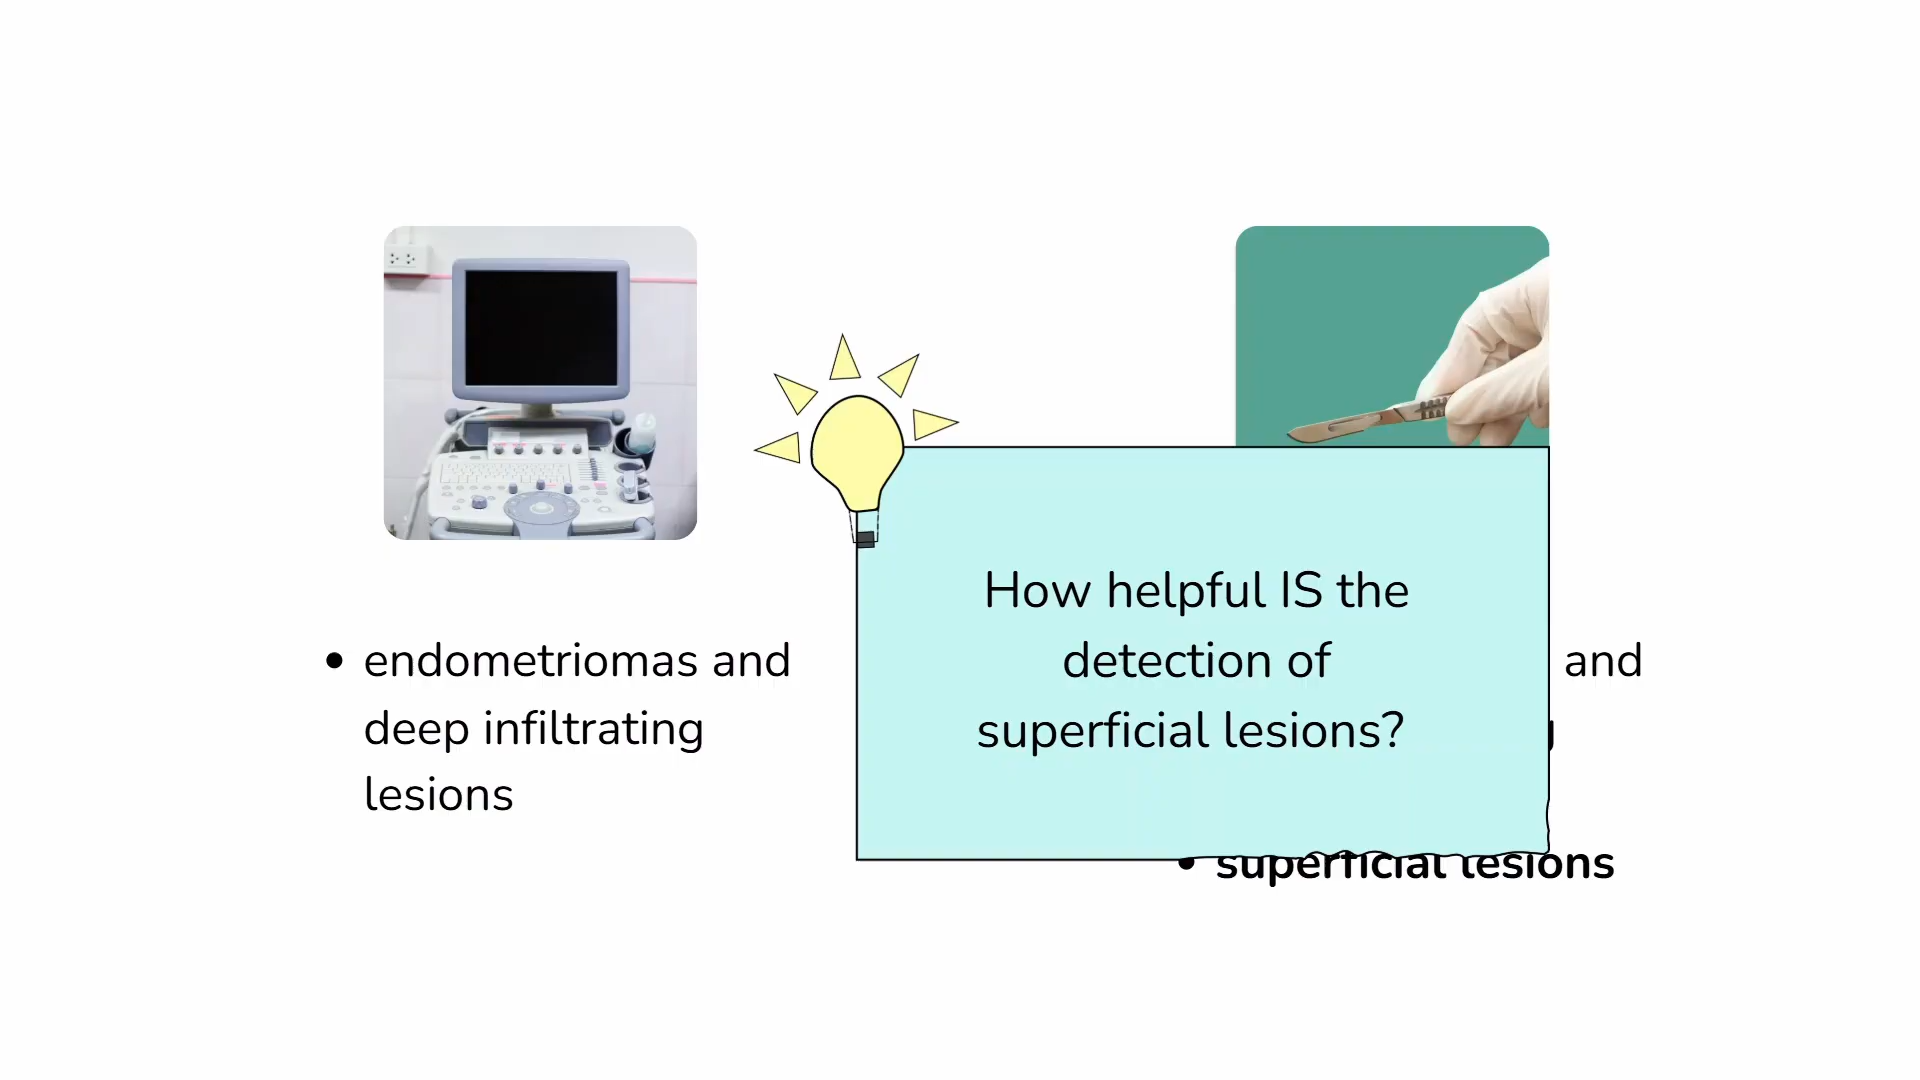 endometriomas and
deep infiltrating
lesions
How helpful IS the
detection of
superficial lesions?
and
superficial lesions